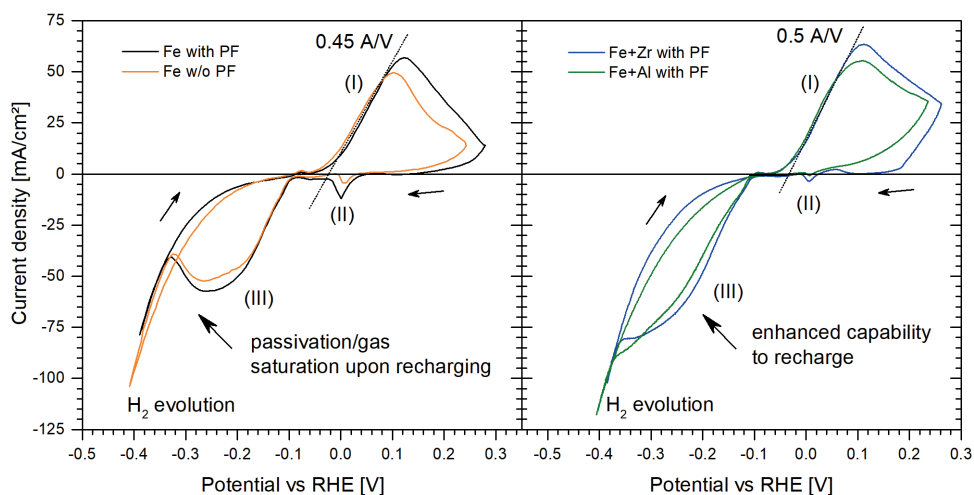 75
50
25
0
-25
-50
-75
-100
-125
Current density [mA/cm²]
Fe with PF
Fe w/o PF
0.45 A/V
(I)
(II)
(III)
passivation/gas
saturation upon recharging
H₂ evolution
-0.5 -0.4 -0.3 -0.2 -0.1 0.0 0.1 0.2 0.3
Potential vs RHE [V]
Fe+Zr with PF
Fe+Al with PF
0.5 A/V
(I)
(II)
(III)
enhanced capability
to recharge
H₂ evolution
-0.5 -0.4 -0.3 -0.2 -0.1 0.0 0.1 0.2 0.3
Potential vs RHE [V]